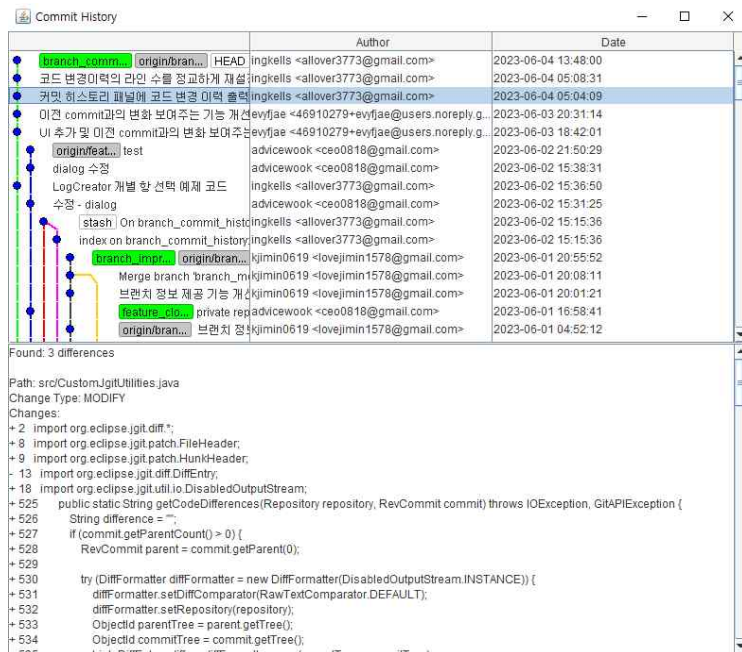 Commit History
Author Date
branch_comm... origin/bran... HEAD ingkells <allover3773@gmail.com> 2023-06-04 13:48:00
코드 변경이력의 라인 수를 정교하게 재설 ingkells <allover3773@gmail.com> 2023-06-04 05:08:31
커밋 히스토리 패널에 코드 변경 이력 출력 ingkells <allover3773@gmail.com> 2023-06-04 05:04:09
이전 commit과의 변화 보여주는 기능 개선 evyfjae <46910279+evyfjae@users.noreply.g... 2023-06-03 20:31:14
UI 추가 및 이전 commit과의 변화 보여주는 evyfjae <46910279+evyfjae@users.noreply.g... 2023-06-03 18:42:01
origin/feat... test advicewook <ceo0818@gmail.com> 2023-06-02 21:50:29
dialog 수정 advicewook <ceo0818@gmail.com> 2023-06-02 15:38:31
LogCreator 개별 항 선택 예제 코드 ingkells <allover3773@gmail.com> 2023-06-02 15:36:50
수정 - dialog advicewook <ceo0818@gmail.com> 2023-06-02 15:31:25
stash On branch_commit_histo ingkells <allover3773@gmail.com> 2023-06-02 15:15:36
index on branch_commit_history: ingkells <allover3773@gmail.com> 2023-06-02 15:15:36
branch_impr... origin/bran... kjimin0619 <lovejimin1578@gmail.com> 2023-06-01 20:55:52
Merge branch 'branch_m kjimin0619 <lovejimin1578@gmail.com> 2023-06-01 20:08:11
브랜치 정보 제공 기능 개선 kjimin0619 <lovejimin1578@gmail.com> 2023-06-01 20:01:21
feature_clo... private rep advicewook <ceo0818@gmail.com> 2023-06-01 16:58:41
origin/bran... 브랜치 정보 kjimin0619 <lovejimin1578@gmail.com> 2023-06-01 04:52:12
Found: 3 differences
Path: src/CustomJgitUtilities.java
Change Type: MODIFY
Changes:
+ 2 import org.eclipse.jgit.diff.*;
+ 8 import org.eclipse.jgit.patch.FileHeader;
+ 9 import org.eclipse.jgit.patch.HunkHeader;
- 13 import org.eclipse.jgit.diff.DiffEntry;
+ 18 import org.eclipse.jgit.util.io.DisabledOutputStream;
+ 525 public static String getCodeDifferences(Repository repository, RevCommit commit) throws IOException, GitAPIException {
+ 526 String difference = "";
+ 527 if (commit.getParentCount() > 0) {
+ 528 RevCommit parent = commit.getParent(0);
+ 529
+ 530 try (DiffFormatter diffFormatter = new DiffFormatter(DisabledOutputStream.INSTANCE)) {
+ 531 diffFormatter.setDiffComparator(RawTextComparator.DEFAULT);
+ 532 diffFormatter.setRepository(repository);
+ 533 ObjectId parentTree = parent.getTree();
+ 534 ObjectId commitTree = commit.getTree();